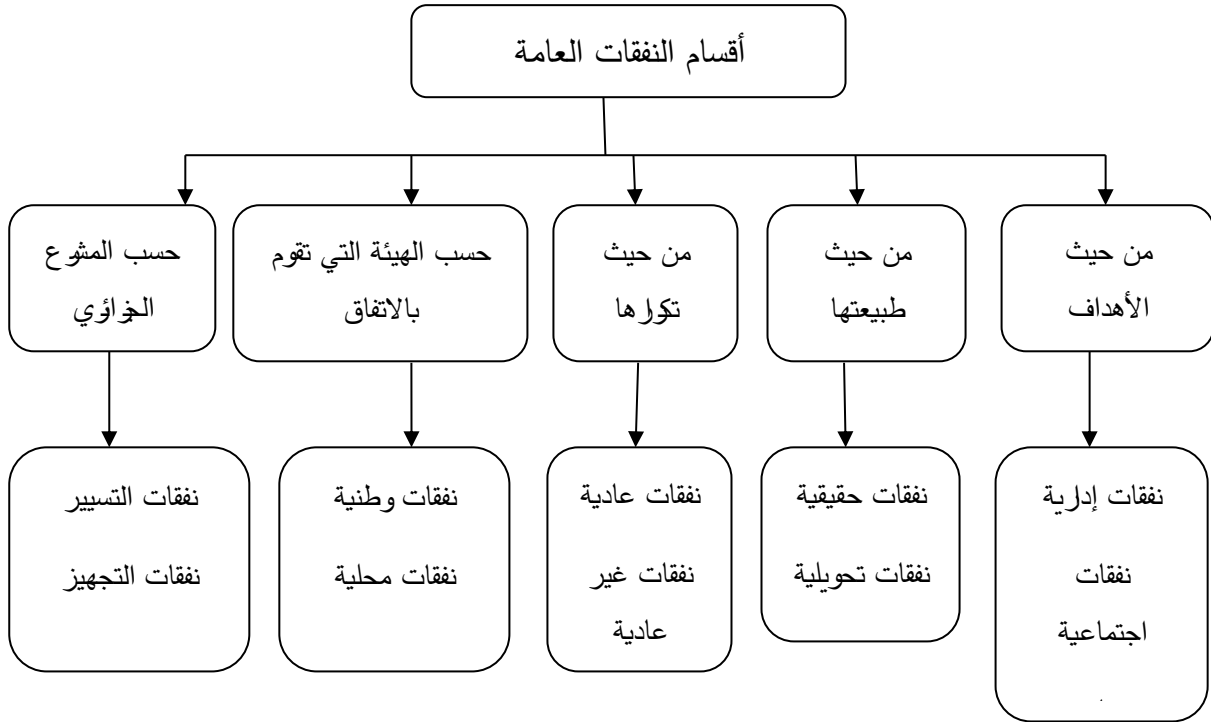 أقسام النفقات العامة
من حيث
الأهداف
من حيث
طبيعتها
من حيث
تكرارها
حسب الهيئة التي تقوم
بالاتفاق
حسب المشرع
الجزائري
نفقات إدارية
نفقات
اجتماعية
نفقات حقيقية
نفقات تحويلية
نفقات عادية
نفقات غير
عادية
نفقات وطنية
نفقات محلية
نفقات التسيير
نفقات التجهيز